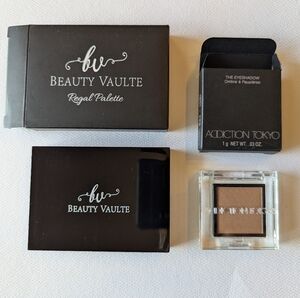 bv
BEAUTY VAULTE
Regal Palette
THE EYESHADOW
Ombre à Paupières
ADDICTION TOKYO
1 g NET WT. .03 OZ.
bv
BEAUTY VAULTE
ADDICTION